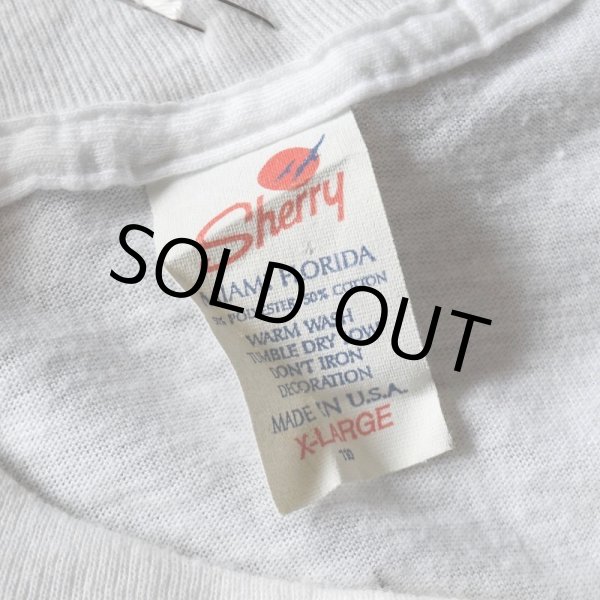 Sherry
MIAMI FLORIDA
POLYESTER/50% COTTON
WARM WASH
TUMBLE DRY LOW
DON'T IRON
DECORATION
MADE IN U.S.A.
X-LARGE
SOLD OUT